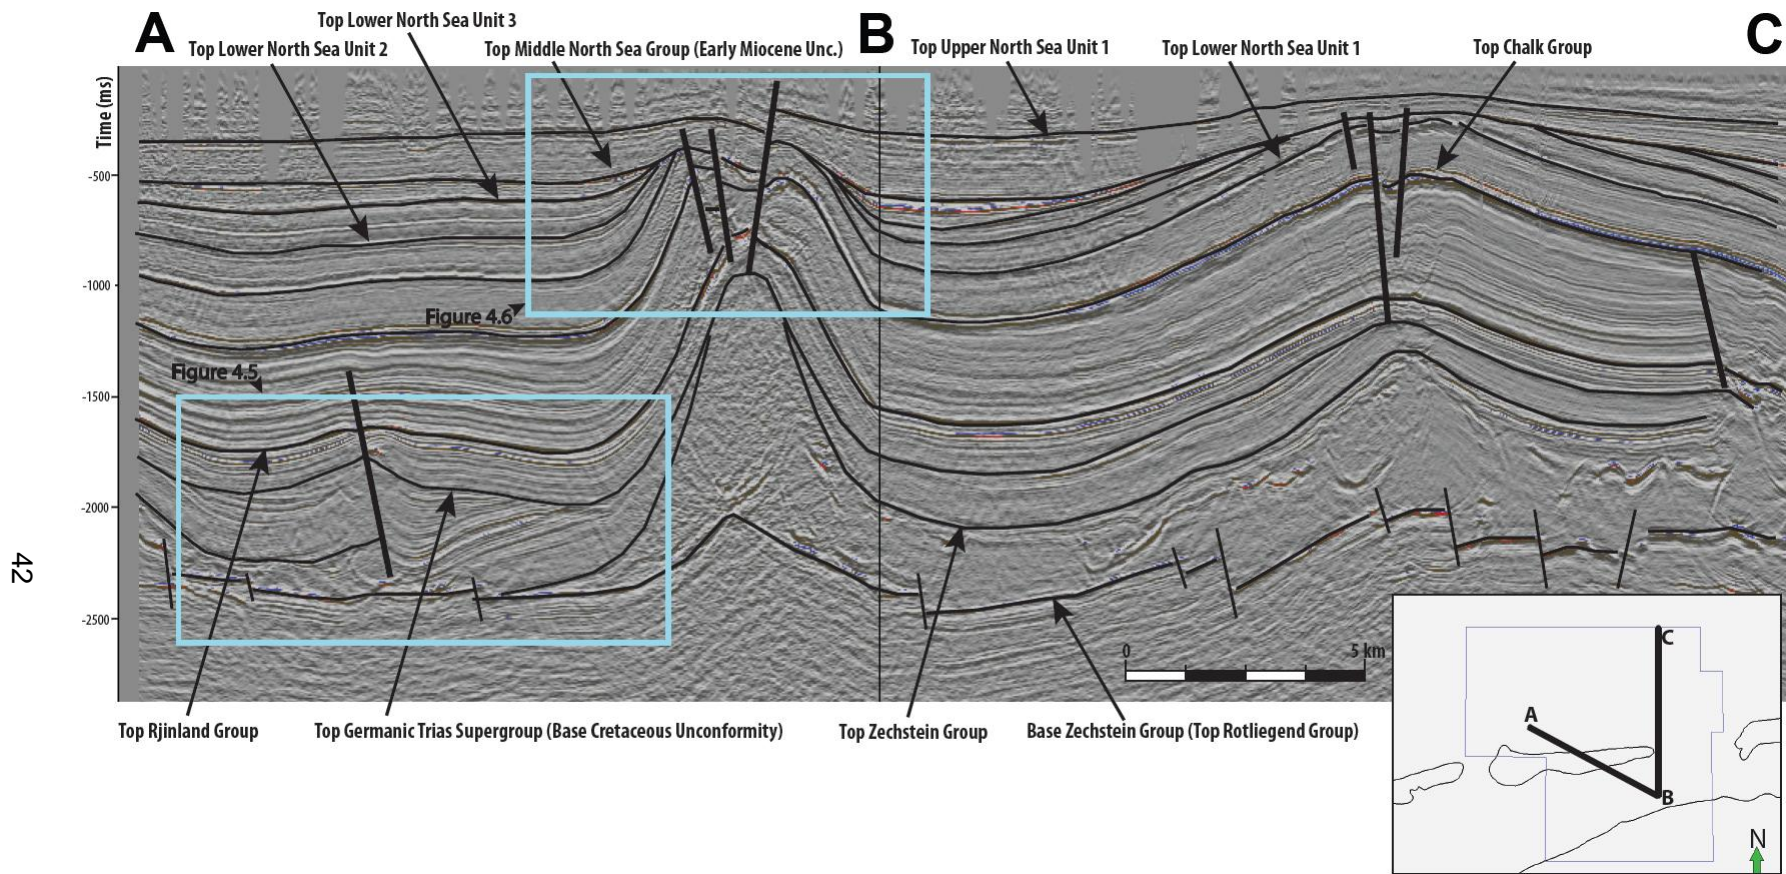 A
Top Lower North Sea Unit 3
B
C
Top Lower North Sea Unit 2
Top Middle North Sea Group (Early Miocene Unc.)
Top Upper North Sea Unit 1
Top Lower North Sea Unit 1
Top Chalk Group
Time (ms)
-500
-1000
Figure 4.6
Figure 4.5
-1500
-2000
42
-2500
0
5 km
Top Rjinland Group
Top Germanic Trias Supergroup (Base Cretaceous Unconformity)
Top Zechstein Group
Base Zechstein Group (Top Rotliegend Group)
C
A
B
N